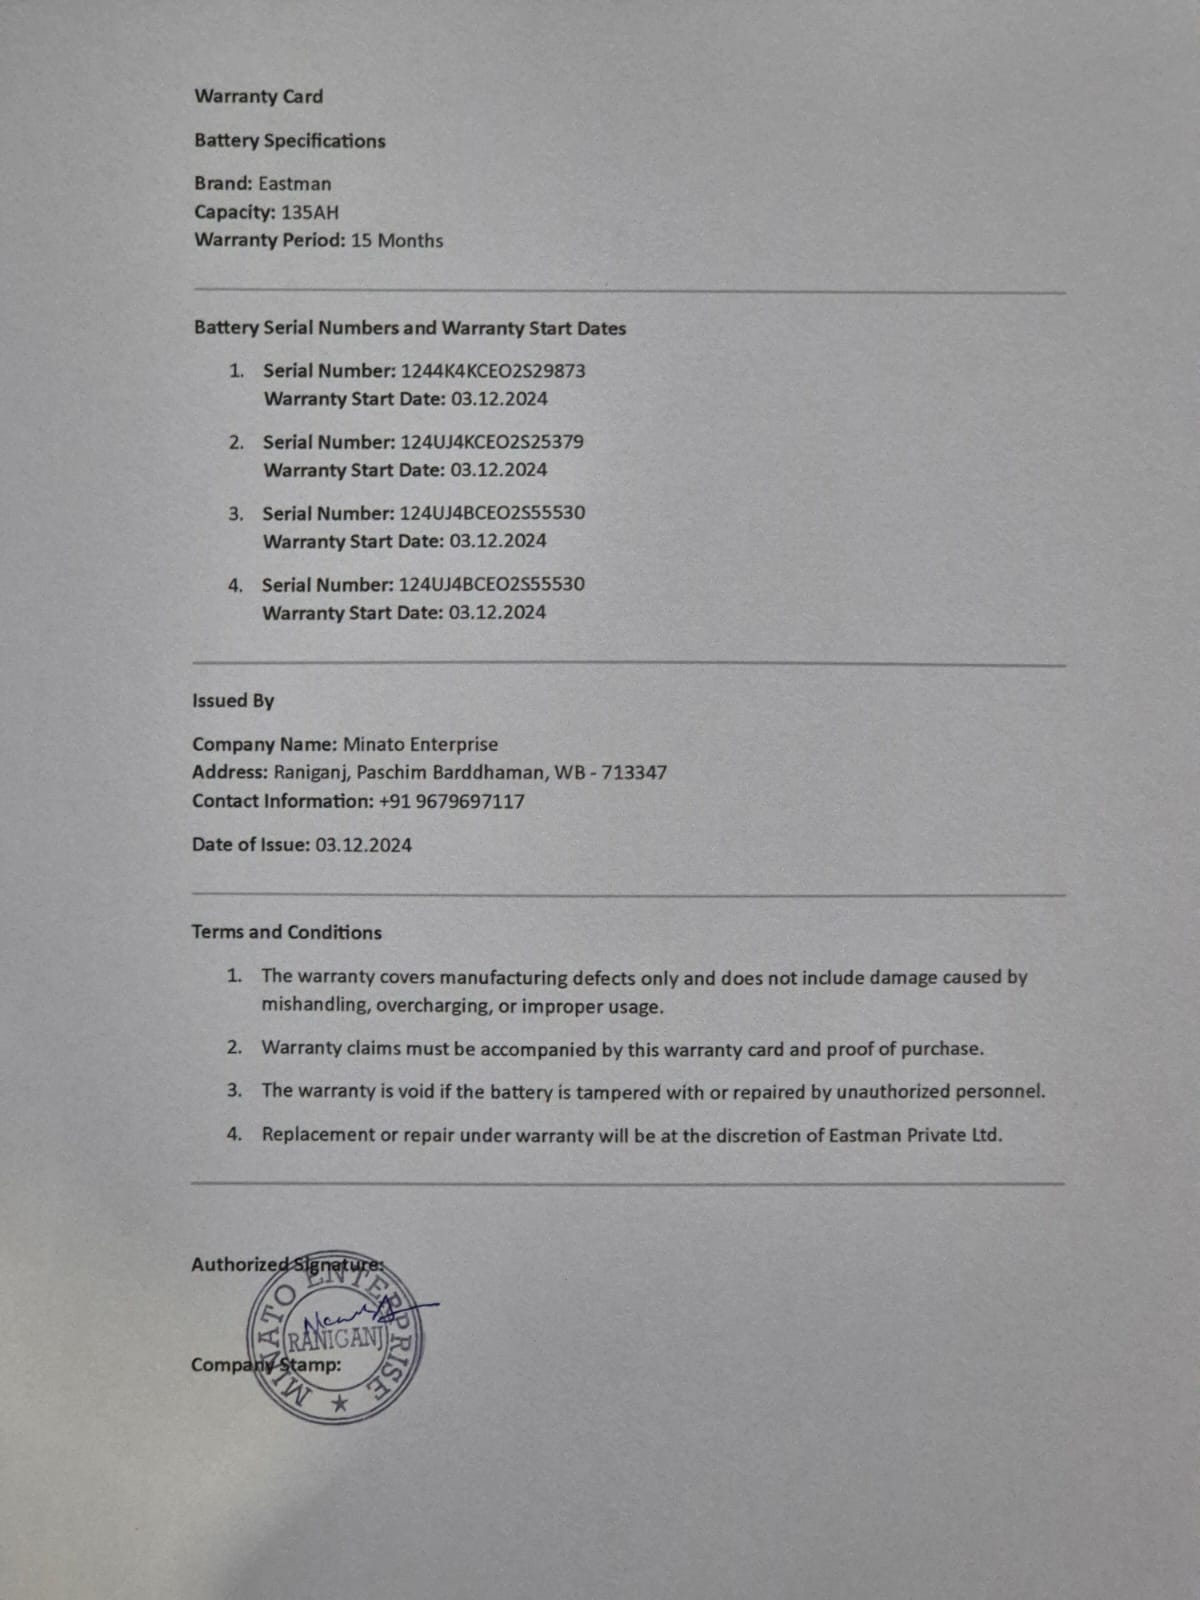 Warranty Card
Battery Specifications
Brand: Eastman
Capacity: 135AH
Warranty Period: 15 Months
Battery Serial Numbers and Warranty Start Dates
1. Serial Number: 1244K4KCEO2S29873
Warranty Start Date: 03.12.2024
2. Serial Number: 124UJ4KCEO2S25379
Warranty Start Date: 03.12.2024
3. Serial Number: 124UJ4BCEO2S55530
Warranty Start Date: 03.12.2024
4. Serial Number: 124UJ4BCEO2S55530
Warranty Start Date: 03.12.2024
Issued By
Company Name: Minato Enterprise
Address: Raniganj, Paschim Barddhaman, WB - 713347
Contact Information: +91 9679697117
Date of Issue: 03.12.2024
Terms and Conditions
1. The warranty covers manufacturing defects only and does not include damage caused by
mishandling, overcharging, or improper usage.
2. Warranty claims must be accompanied by this warranty card and proof of purchase.
3. The warranty is void if the battery is tampered with or repaired by unauthorized personnel.
4. Replacement or repair under warranty will be at the discretion of Eastman Private Ltd.
Authorized Signature:
MINATO ENTERPRISE
RANIGANJ
Company Stamp: